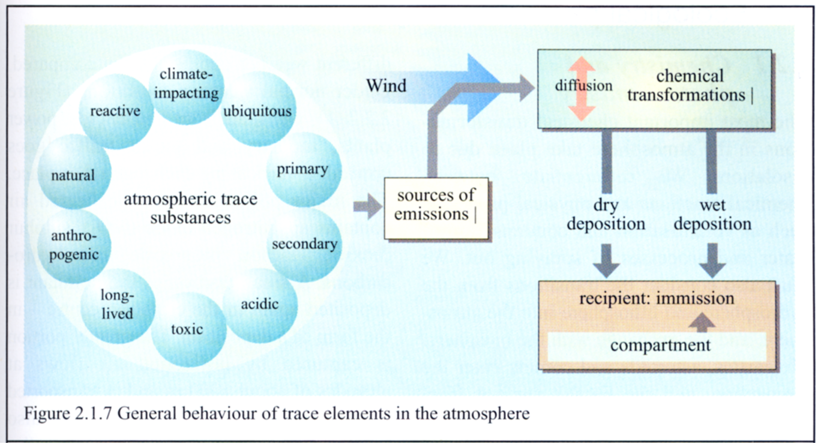 climate-
impacting
ubiquitous
primary
secondary
acidic
toxic
long-
lived
anthro-
pogenic
natural
reactive
atmospheric trace
substances
Wind
sources of
emissions |
diffusion
chemical
transformations |
dry
deposition
wet
deposition
recipient: immission
compartment
Figure 2.1.7 General behaviour of trace elements in the atmosphere